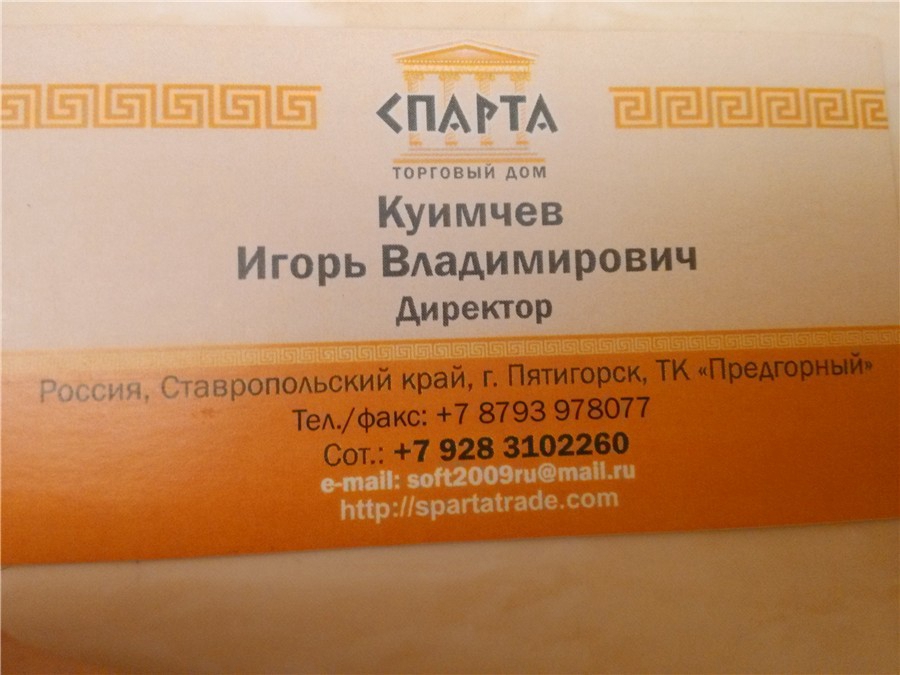 СПАРТА
ТОРГОВЫЙ ДОМ
Куимчев
Игорь Владимирович
Директор
Россия, Ставропольский край, г. Пятигорск, ТК «Предгорный»
Тел./факс: +7 8793 978077
Сот.: +7 928 3102260
e-mail: soft2009ru@mail.ru
http://spartatrade.com